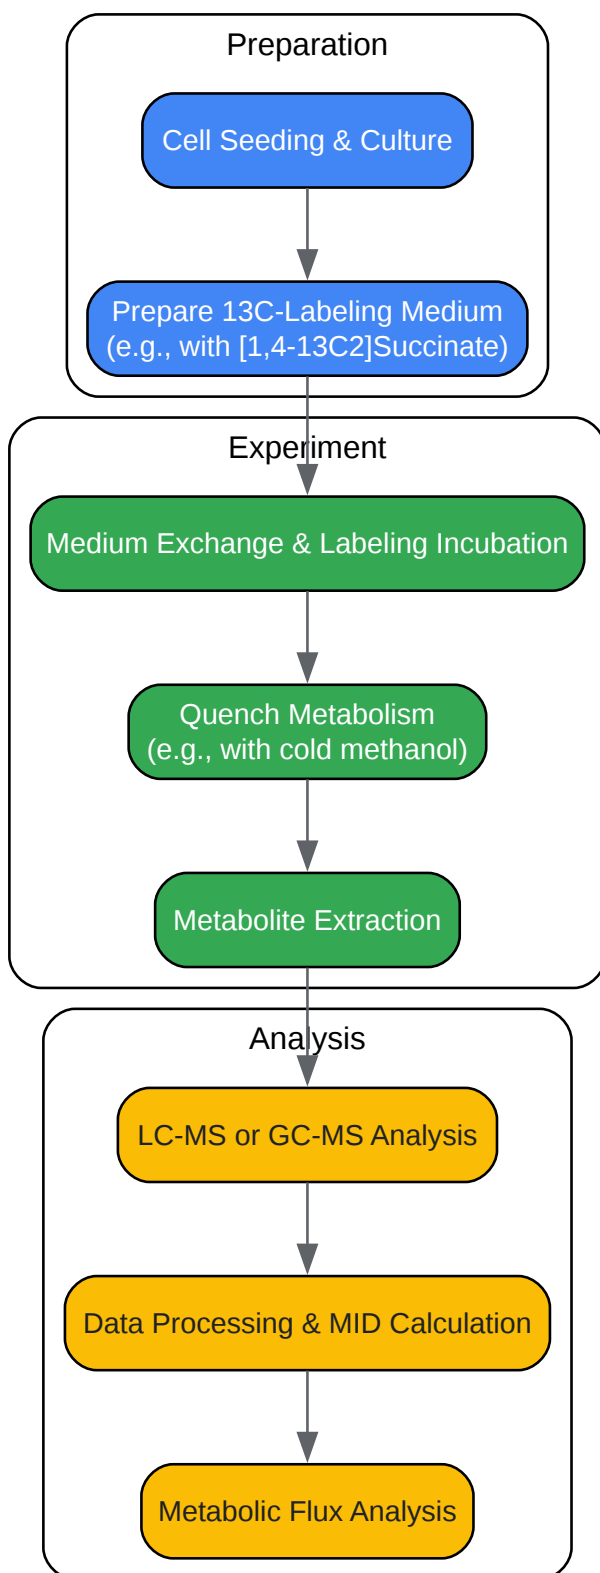 Preparation
Cell Seeding & Culture
Prepare 13C-Labeling Medium
(e.g., with [1,4-13C2]Succinate)
Experiment
Medium Exchange & Labeling Incubation
Quench Metabolism
(e.g., with cold methanol)
Metabolite Extraction
Analysis
LC-MS or GC-MS Analysis
Data Processing & MID Calculation
Metabolic Flux Analysis